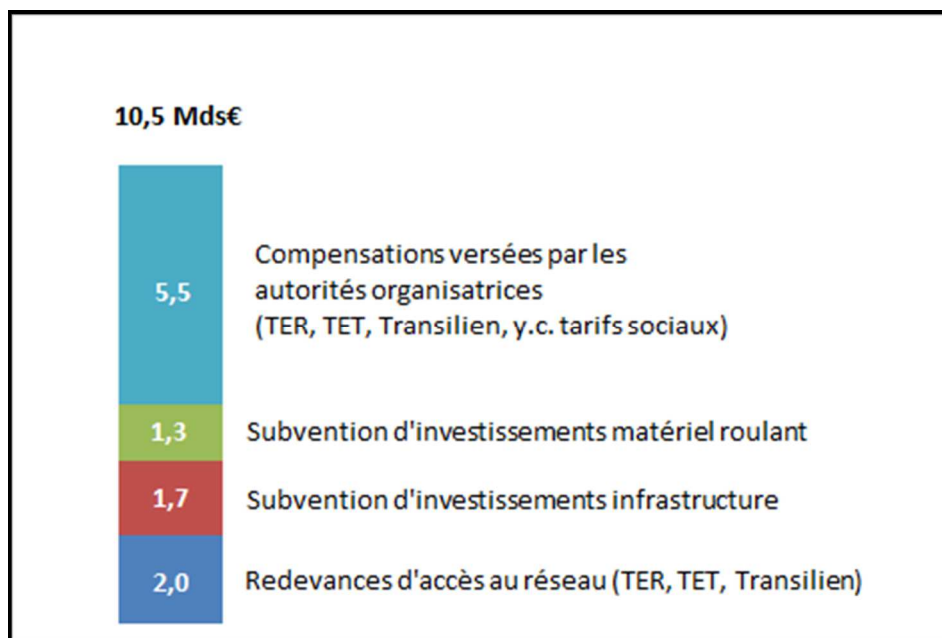 10,5 Mds€
5,5
Compensations versées par les
autorités organisatrices
(TER, TET, Transilien, y.c. tarifs sociaux)
1,3
Subvention d'investissements matériel roulant
1,7
Subvention d'investissements infrastructure
2,0
Redevances d'accès au réseau (TER, TET, Transilien)